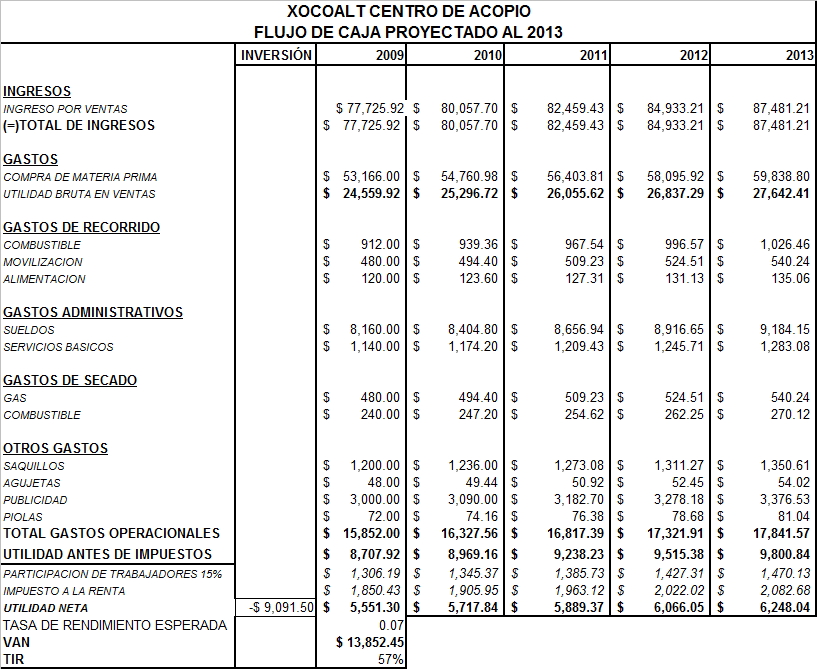 XOCOALT CENTRO DE ACOPIO
FLUJO DE CAJA PROYECTADO AL 2013
INVERSIÓN 2009 2010 2011 2012 2013
INGRESOS
INGRESO POR VENTAS $ 77,725.92 $ 80,057.70 $ 82,459.43 $ 84,933.21 $ 87,481.21
(=)TOTAL DE INGRESOS $ 77,725.92 $ 80,057.70 $ 82,459.43 $ 84,933.21 $ 87,481.21
GASTOS
COMPRA DE MATERIA PRIMA $ 53,166.00 $ 54,760.98 $ 56,403.81 $ 58,095.92 $ 59,838.80
UTILIDAD BRUTA EN VENTAS $ 24,559.92 $ 25,296.72 $ 26,055.62 $ 26,837.29 $ 27,642.41
GASTOS DE RECORRIDO
COMBUSTIBLE $ 912.00 $ 939.36 $ 967.54 $ 996.57 $ 1,026.46
MOVILIZACION $ 480.00 $ 494.40 $ 509.23 $ 524.51 $ 540.24
ALIMENTACION $ 120.00 $ 123.60 $ 127.31 $ 131.13 $ 135.06
GASTOS ADMINISTRATIVOS
SUELDOS $ 8,160.00 $ 8,404.80 $ 8,656.94 $ 8,916.65 $ 9,184.15
SERVICIOS BASICOS $ 1,140.00 $ 1,174.20 $ 1,209.43 $ 1,245.71 $ 1,283.08
GASTOS DE SECADO
GAS $ 480.00 $ 494.40 $ 509.23 $ 524.51 $ 540.24
COMBUSTIBLE $ 240.00 $ 247.20 $ 254.62 $ 262.25 $ 270.12
OTROS GASTOS
SAQUILLOS $ 1,200.00 $ 1,236.00 $ 1,273.08 $ 1,311.27 $ 1,350.61
AGUJETAS $ 48.00 $ 49.44 $ 50.92 $ 52.45 $ 54.02
PUBLICIDAD $ 3,000.00 $ 3,090.00 $ 3,182.70 $ 3,278.18 $ 3,376.53
PIOLAS $ 72.00 $ 74.16 $ 76.38 $ 78.68 $ 81.04
TOTAL GASTOS OPERACIONALES $ 15,852.00 $ 16,327.56 $ 16,817.39 $ 17,321.91 $ 17,841.57
UTILIDAD ANTES DE IMPUESTOS $ 8,707.92 $ 8,969.16 $ 9,238.23 $ 9,515.38 $ 9,800.84
PARTICIPACION DE TRABAJADORES 15% $ 1,306.19 $ 1,345.37 $ 1,385.73 $ 1,427.31 $ 1,470.13
IMPUESTO A LA RENTA $ 1,850.43 $ 1,905.95 $ 1,963.12 $ 2,022.02 $ 2,082.68
UTILIDAD NETA -$ 9,091.50 $ 5,551.30 $ 5,717.84 $ 5,889.37 $ 6,066.05 $ 6,248.04
TASA DE RENDIMIENTO ESPERADA 0.07
VAN $ 13,852.45
TIR 57%